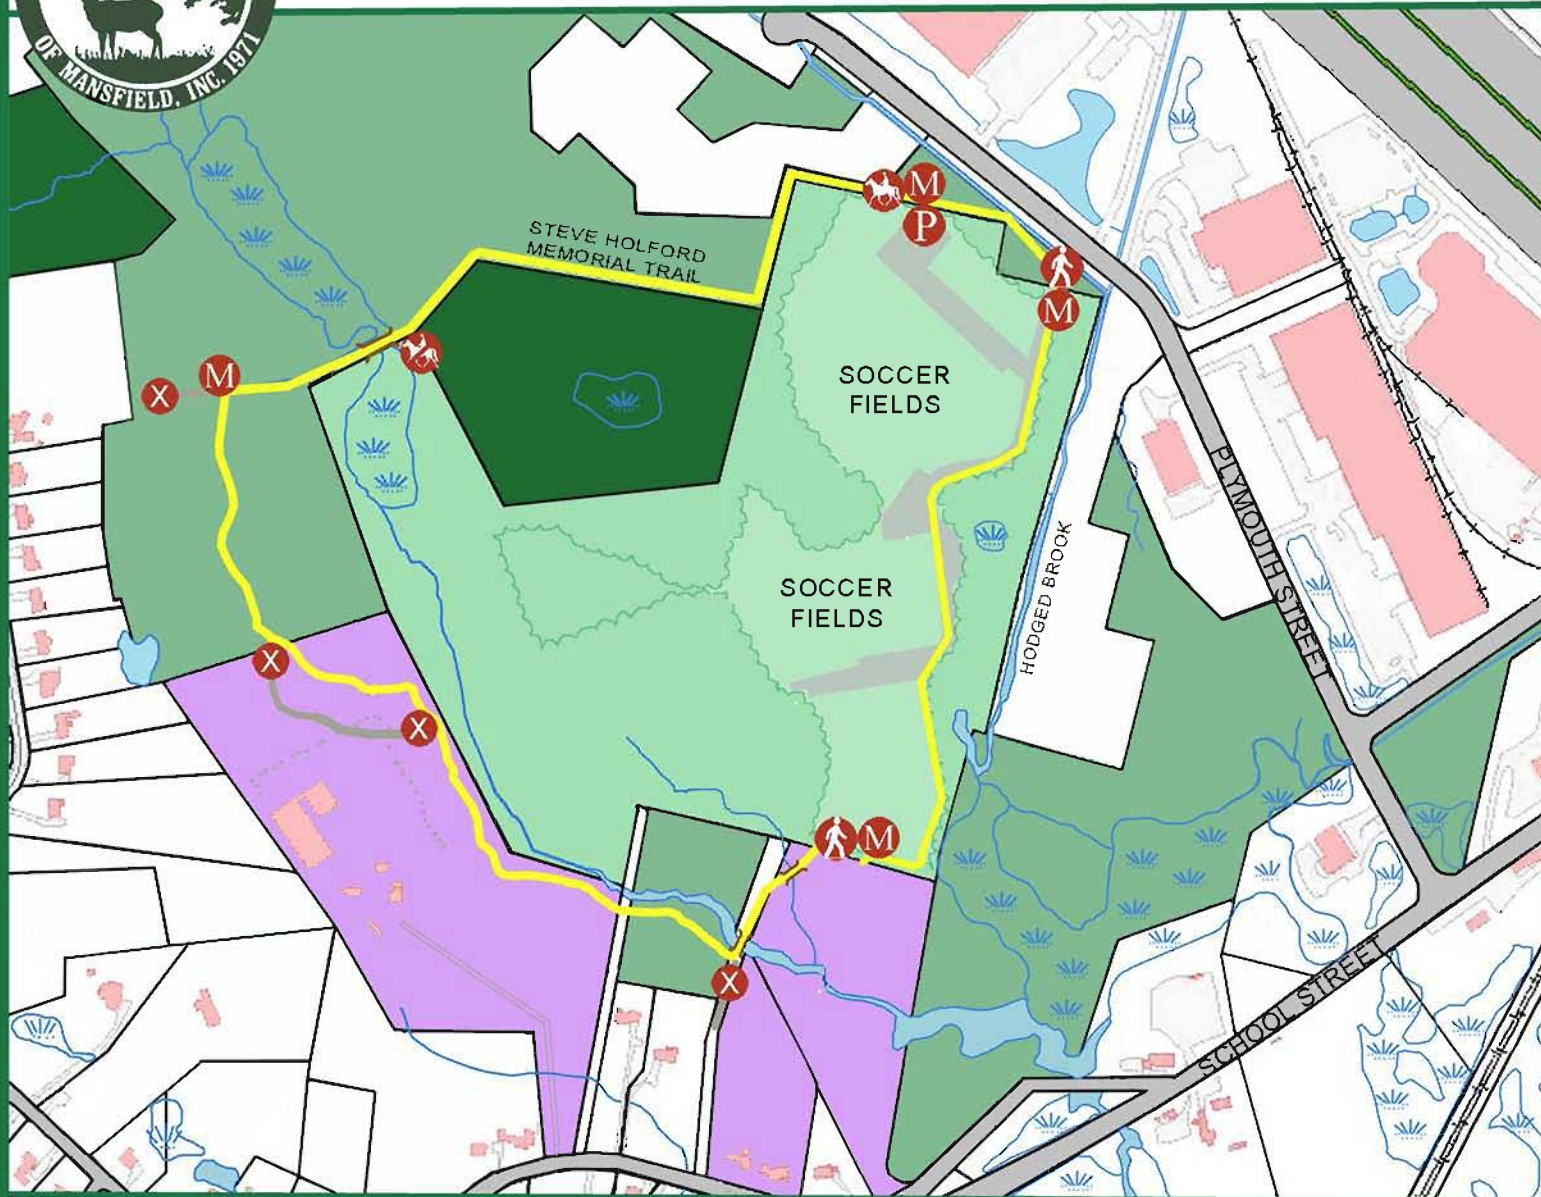 OF MANSFIELD, INC. 1971
STEVE HOLFORD
MEMORIAL TRAIL
M
P
M
M
X
SOCCER
FIELDS
PLYMOUTH STREET
SOCCER
FIELDS
HODGED BROOK
X
X
M
X
SCHOOL STREET